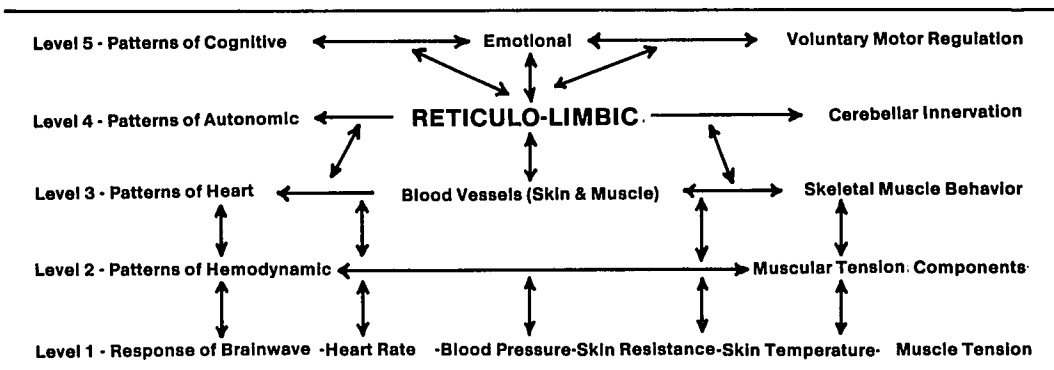 Level 5 - Patterns of Cognitive Emotional Voluntary Motor Regulation
Level 4 - Patterns of Autonomic RETICULO-LIMBIC Cerebellar Innervation
Level 3 - Patterns of Heart Blood Vessels (Skin & Muscle) Skeletal Muscle Behavior
Level 2 - Patterns of Hemodynamic Muscular Tension Components
Level 1 - Response of Brainwave -Heart Rate -Blood Pressure-Skin Resistance-Skin Temperature- Muscle Tension